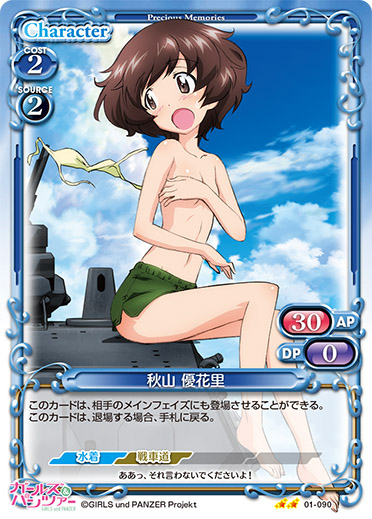 Precious Memories
Character
COST
2
SOURCE
2
30 AP
DP 0
秋山 優花里
このカードは、相手のメインフェイズにも登場させることができる。
このカードは、退場する場合、手札に戻る。
水着 戦車道
ああっ、それ言わないでくださいよ!
ガールズ&パンツァー
GIRLS und PANZER
©GIRLS und PANZER Projekt
01-090